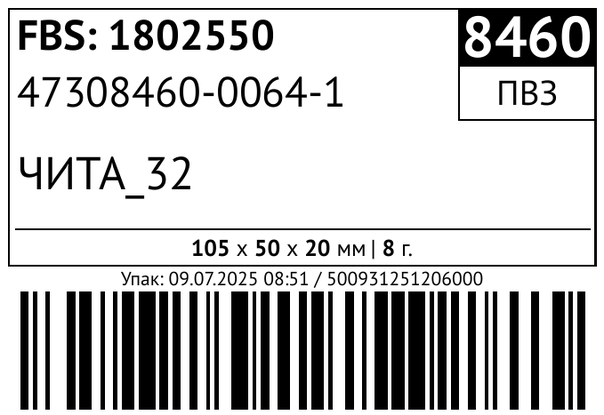 FBS: 1802550
8460
47308460-0064-1
ПВЗ
ЧИТА_32
105 x 50 x 20 мм | 8 г.
Упак: 09.07.2025 08:51 / 500931251206000